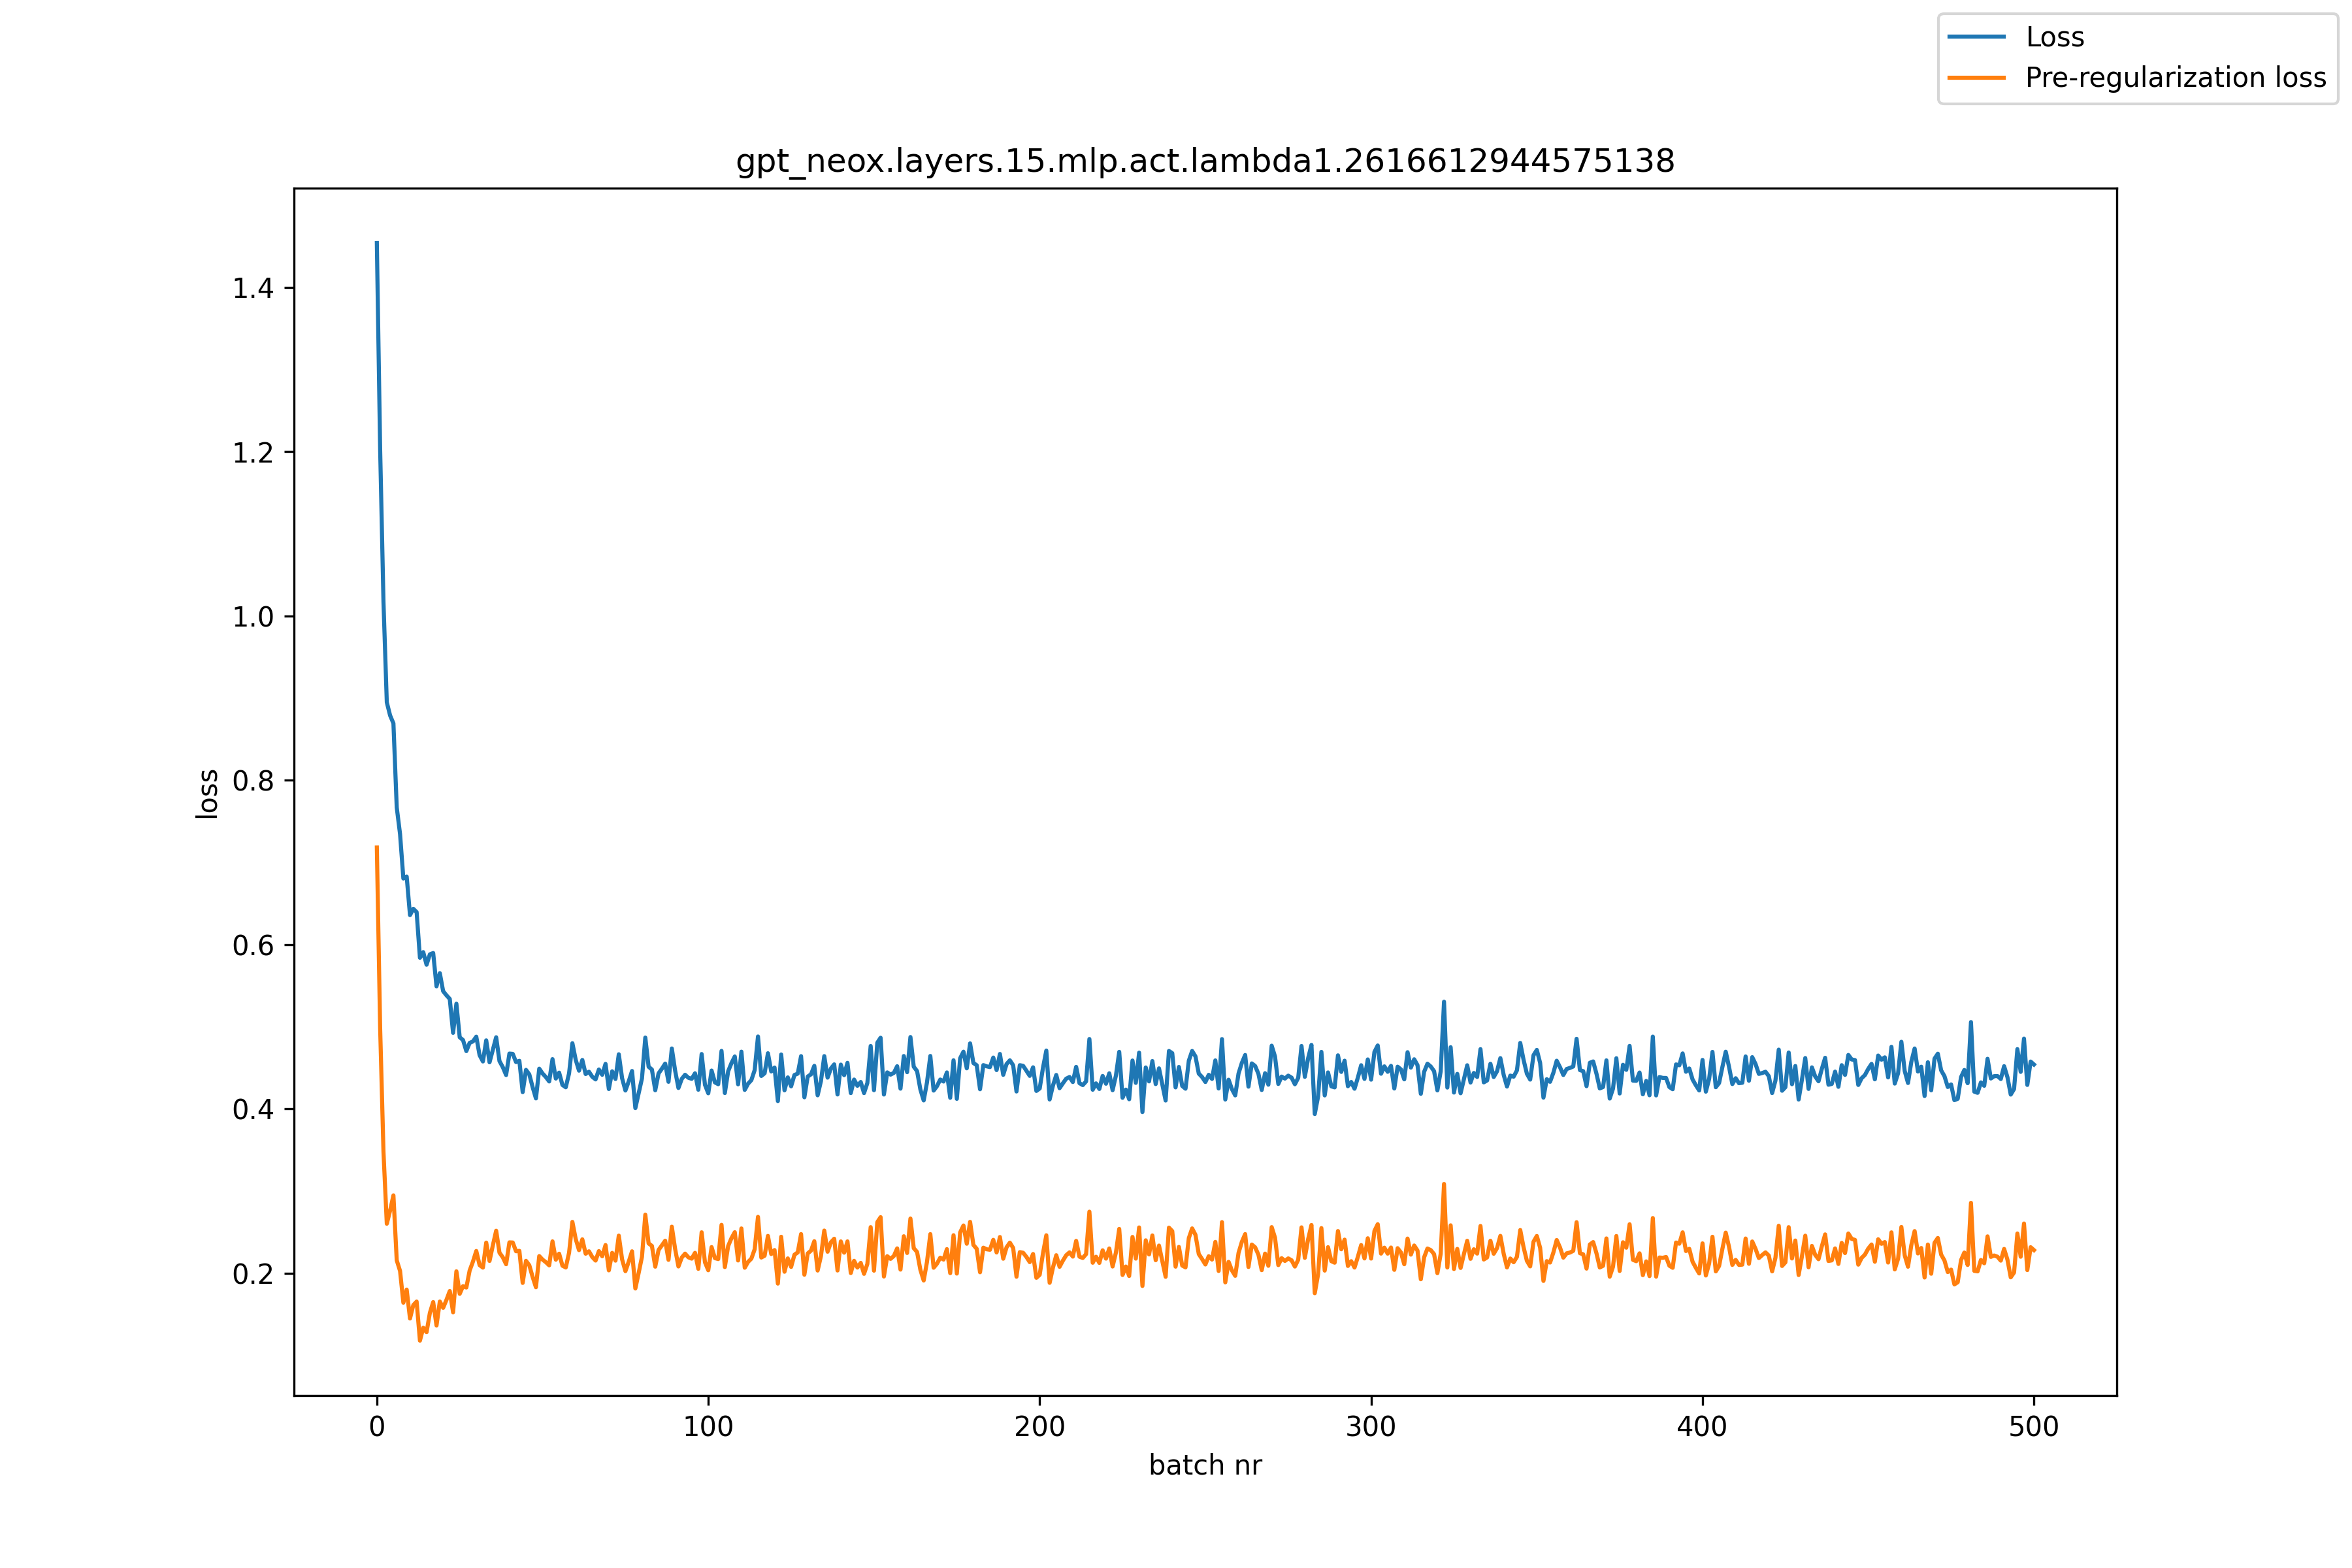 Loss
Pre-regularization loss
gpt_neox.layers.15.mlp.act.lambda1.2616612944575138
1.4
1.2
1.0
0.8
0.6
0.4
0.2
loss
0 100 200 300 400 500
batch nr